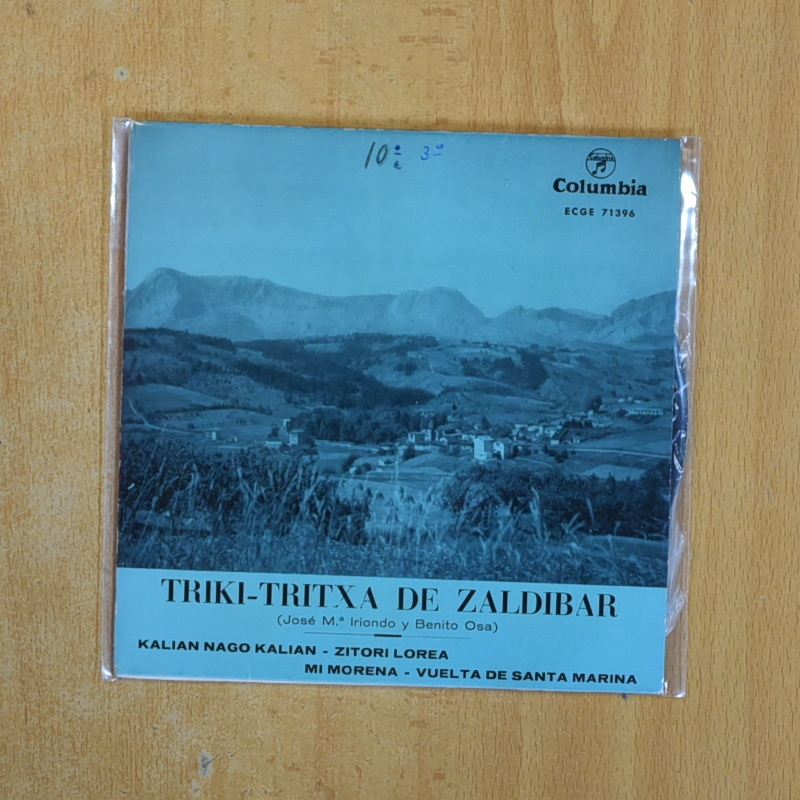 10 € 3
Columbia
ECGE 71396
TRIKI-TRITXA DE ZALDIBAR
(José M.ª Iriondo y Benito Osa)
KALIAN NAGO KALIAN - ZITORI LOREA
MI MORENA - VUELTA DE SANTA MARINA